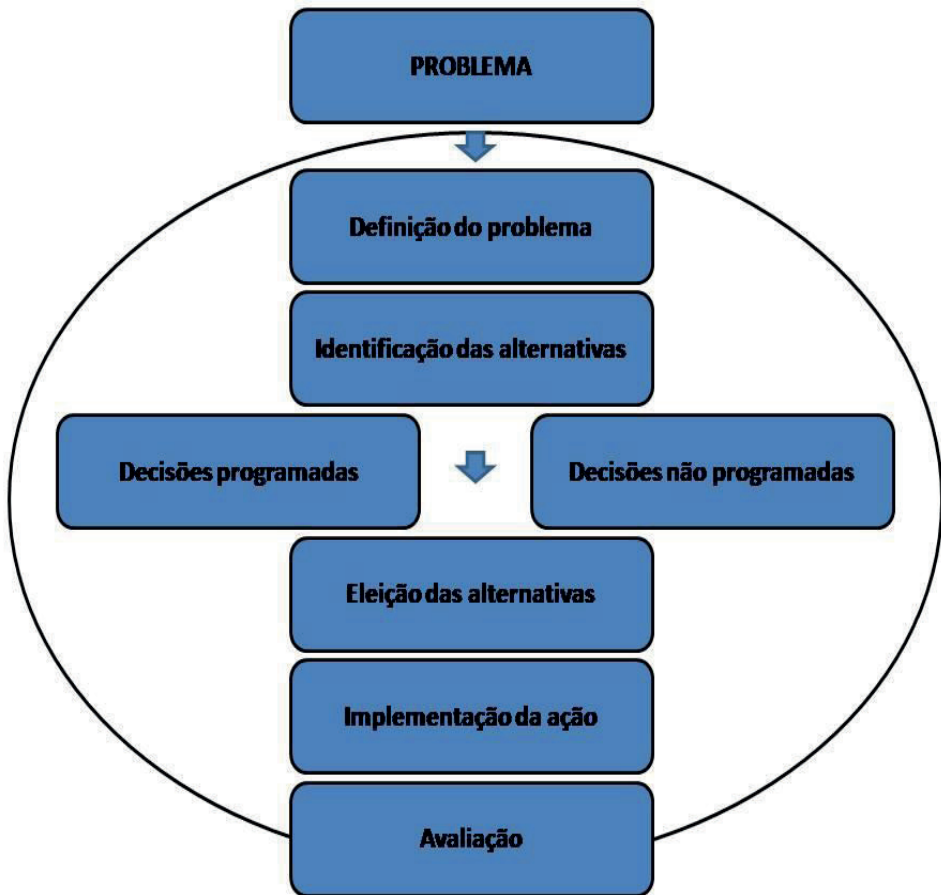 PROBLEMA
Definição do problema
Identificação das alternativas
Decisões programadas
Decisões não programadas
Eleição das alternativas
Implementação da ação
Avaliação